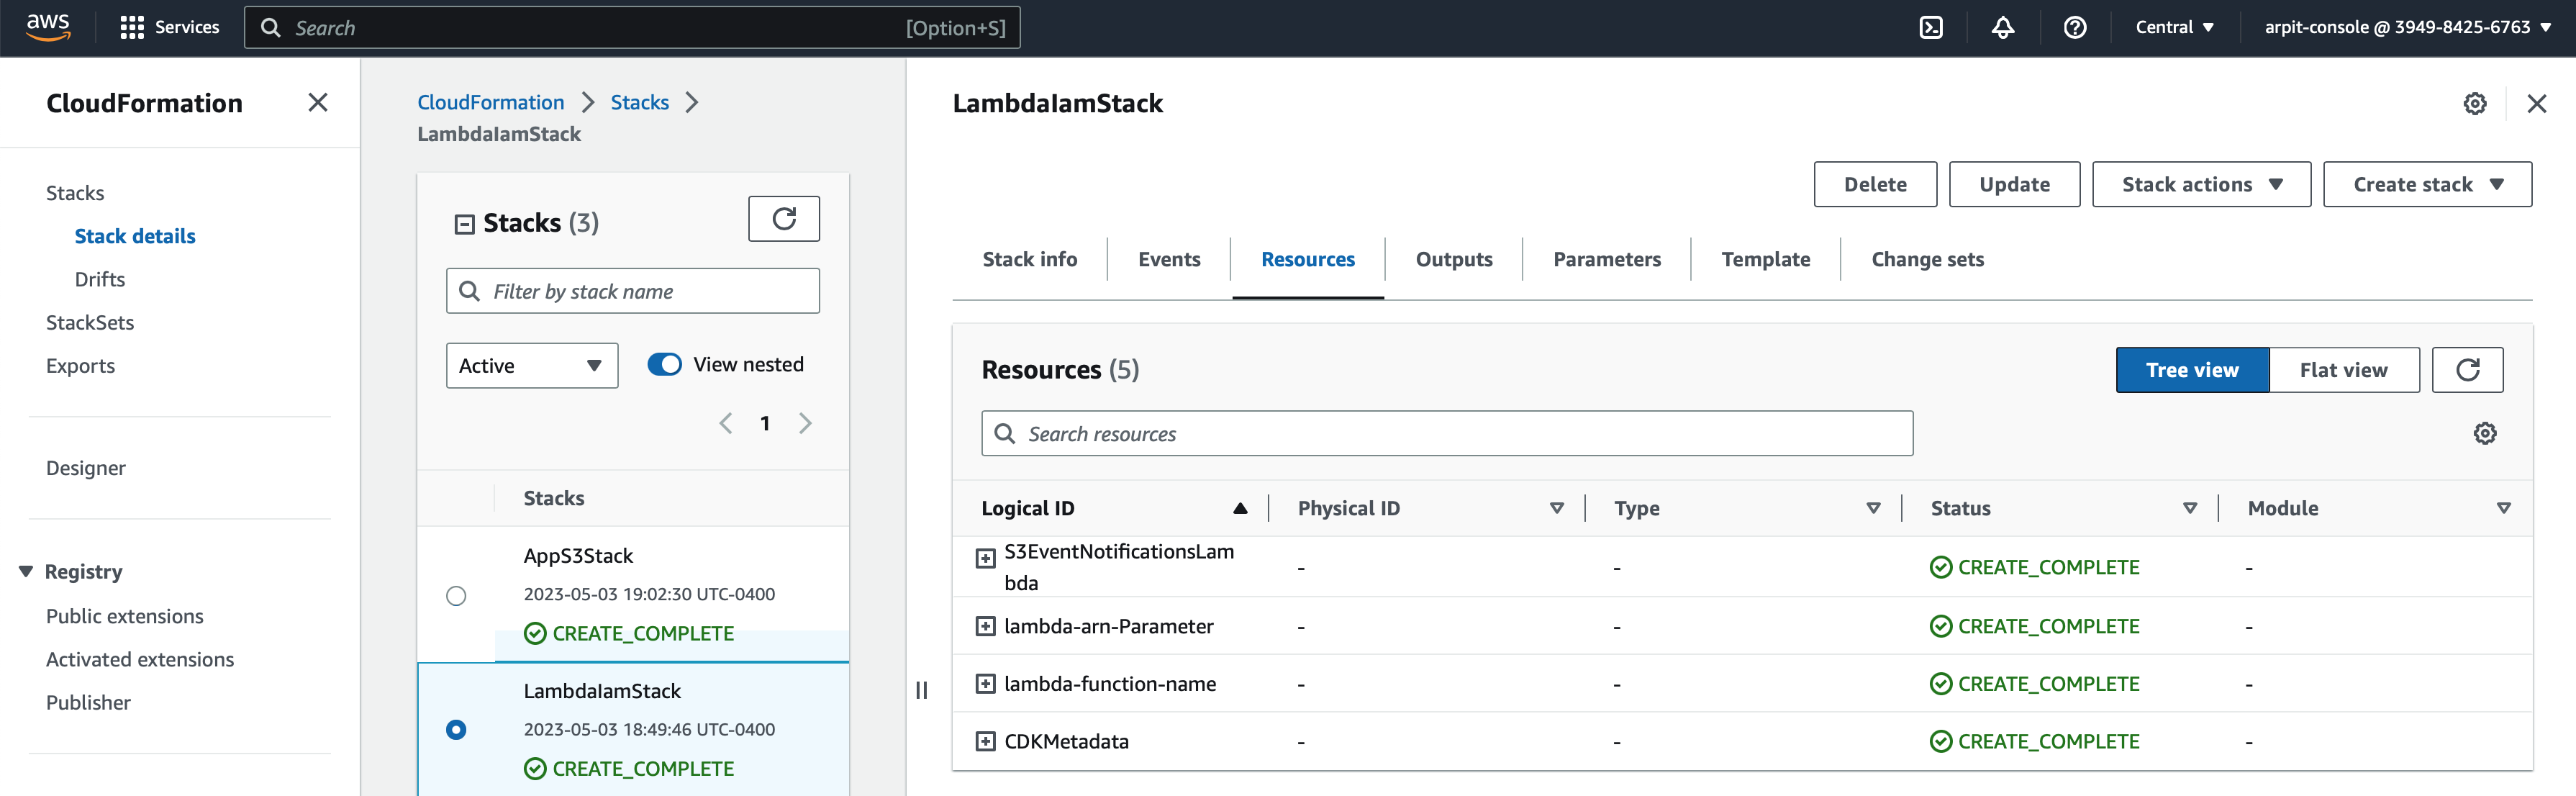 aws
Services
Search
[Option+S]
Central
arpit-console @ 3949-8425-6763
CloudFormation
Stacks
Stack details
Drifts
StackSets
Exports
Designer
Registry
Public extensions
Activated extensions
Publisher
CloudFormation
Stacks
LambdaIamStack
Stacks (3)
Filter by stack name
Active
View nested
1
Stacks
AppS3Stack
2023-05-03 19:02:30 UTC-0400
CREATE_COMPLETE
LambdaIamStack
2023-05-03 18:49:46 UTC-0400
CREATE_COMPLETE
LambdaIamStack
Delete
Update
Stack actions
Create stack
Stack info
Events
Resources
Outputs
Parameters
Template
Change sets
Resources (5)
Tree view
Flat view
Search resources
Logical ID
Physical ID
Type
Status
Module
S3EventNotificationsLam
bda
-
-
CREATE_COMPLETE
-
lambda-arn-Parameter
-
-
CREATE_COMPLETE
-
lambda-function-name
-
-
CREATE_COMPLETE
-
CDKMetadata
-
-
CREATE_COMPLETE
-